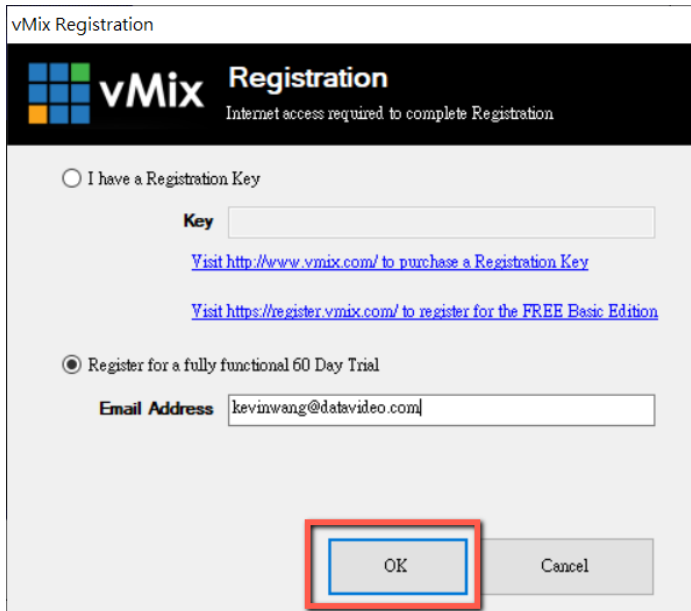 vMix Registration
vMix
Registration
Internet access required to complete Registration
I have a Registration Key
Key
Visit http://www.vmix.com/ to purchase a Registration Key
Visit https://register.vmix.com/ to register for the FREE Basic Edition
Register for a fully functional 60 Day Trial
Email Address kevinwang@datavideo.com
OK Cancel